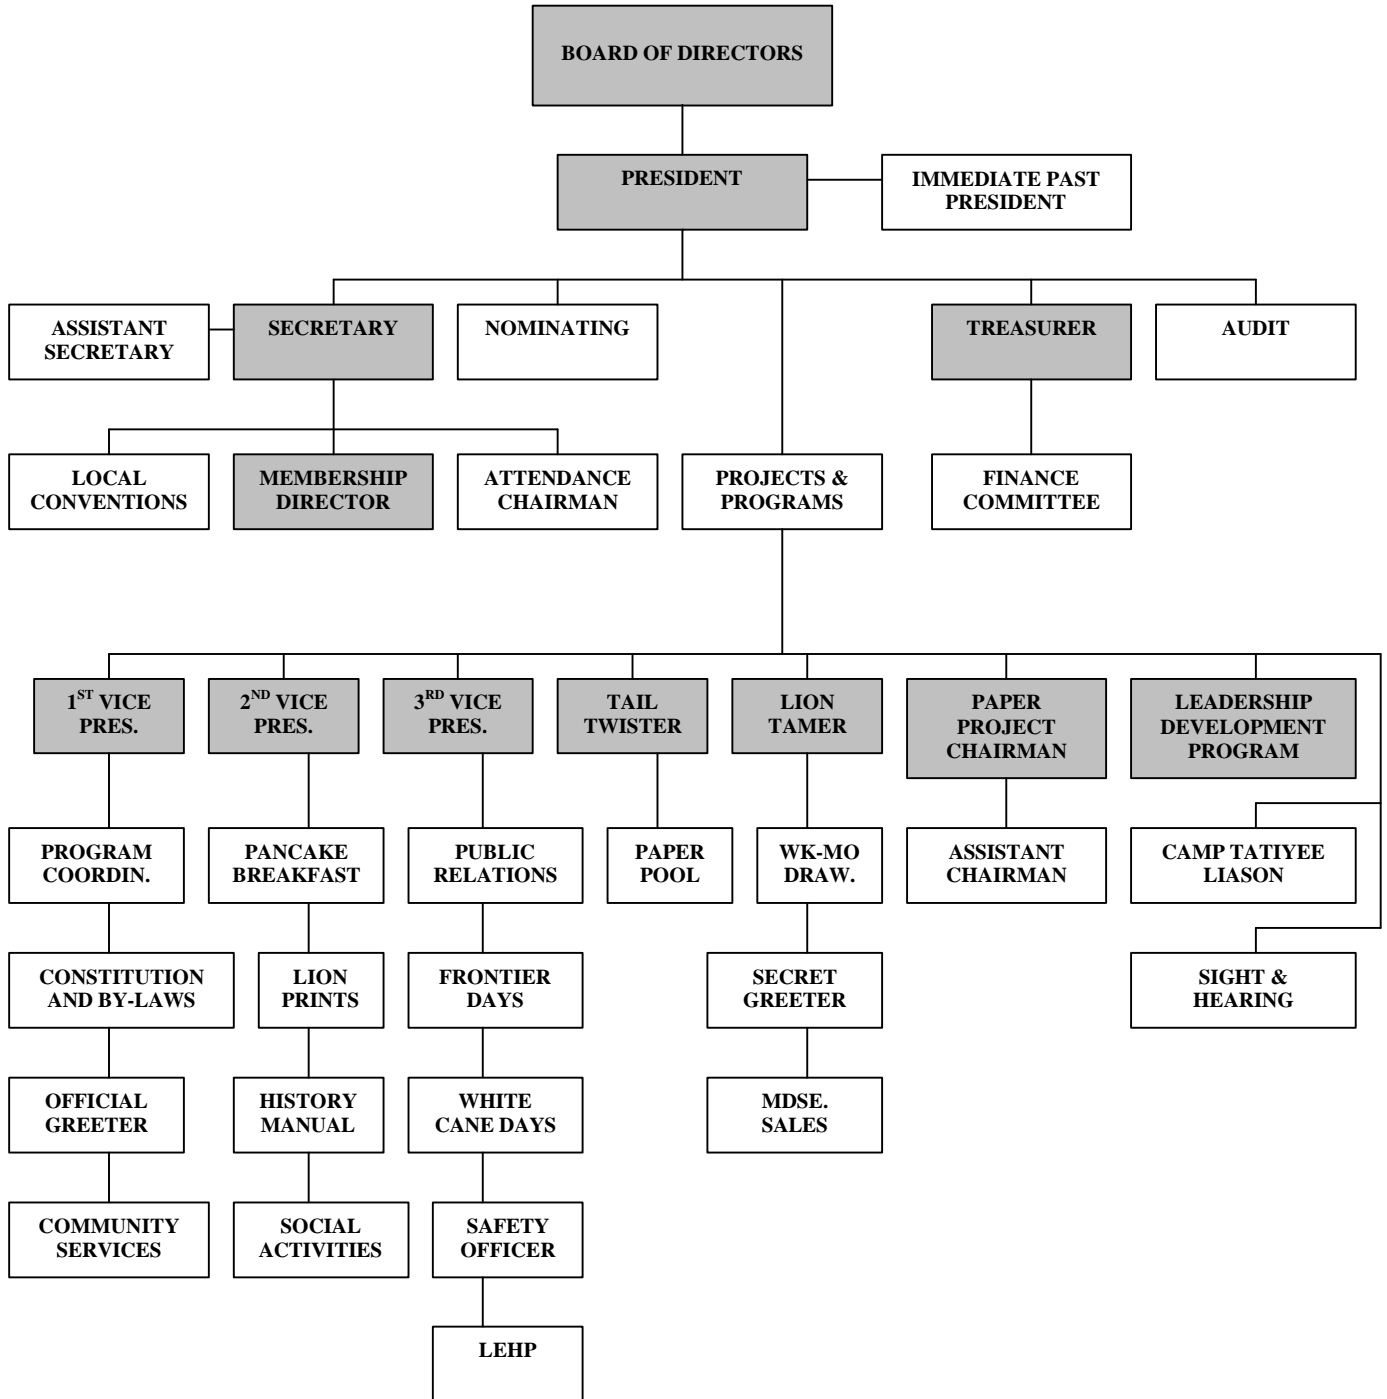 BOARD OF DIRECTORS
PRESIDENT
IMMEDIATE PAST
PRESIDENT
ASSISTANT
SECRETARY
SECRETARY
NOMINATING
TREASURER
AUDIT
LOCAL
CONVENTIONS
MEMBERSHIP
DIRECTOR
ATTENDANCE
CHAIRMAN
PROJECTS &
PROGRAMS
FINANCE
COMMITTEE
1ST VICE
PRES.
2ND VICE
PRES.
3RD VICE
PRES.
TAIL
TWISTER
LION
TAMER
PAPER
PROJECT
CHAIRMAN
LEADERSHIP
DEVELOPMENT
PROGRAM
PROGRAM
COORDIN.
PANCAKE
BREAKFAST
PUBLIC
RELATIONS
PAPER
POOL
WK-MO
DRAW.
ASSISTANT
CHAIRMAN
CAMP TATIYEE
LIASON
CONSTITUTION
AND BY-LAWS
LION
PRINTS
FRONTIER
DAYS
SECRET
GREETER
SIGHT &
HEARING
OFFICIAL
GREETER
HISTORY
MANUAL
WHITE
CANE DAYS
MDSE.
SALES
COMMUNITY
SERVICES
SOCIAL
ACTIVITIES
SAFETY
OFFICER
LEHP